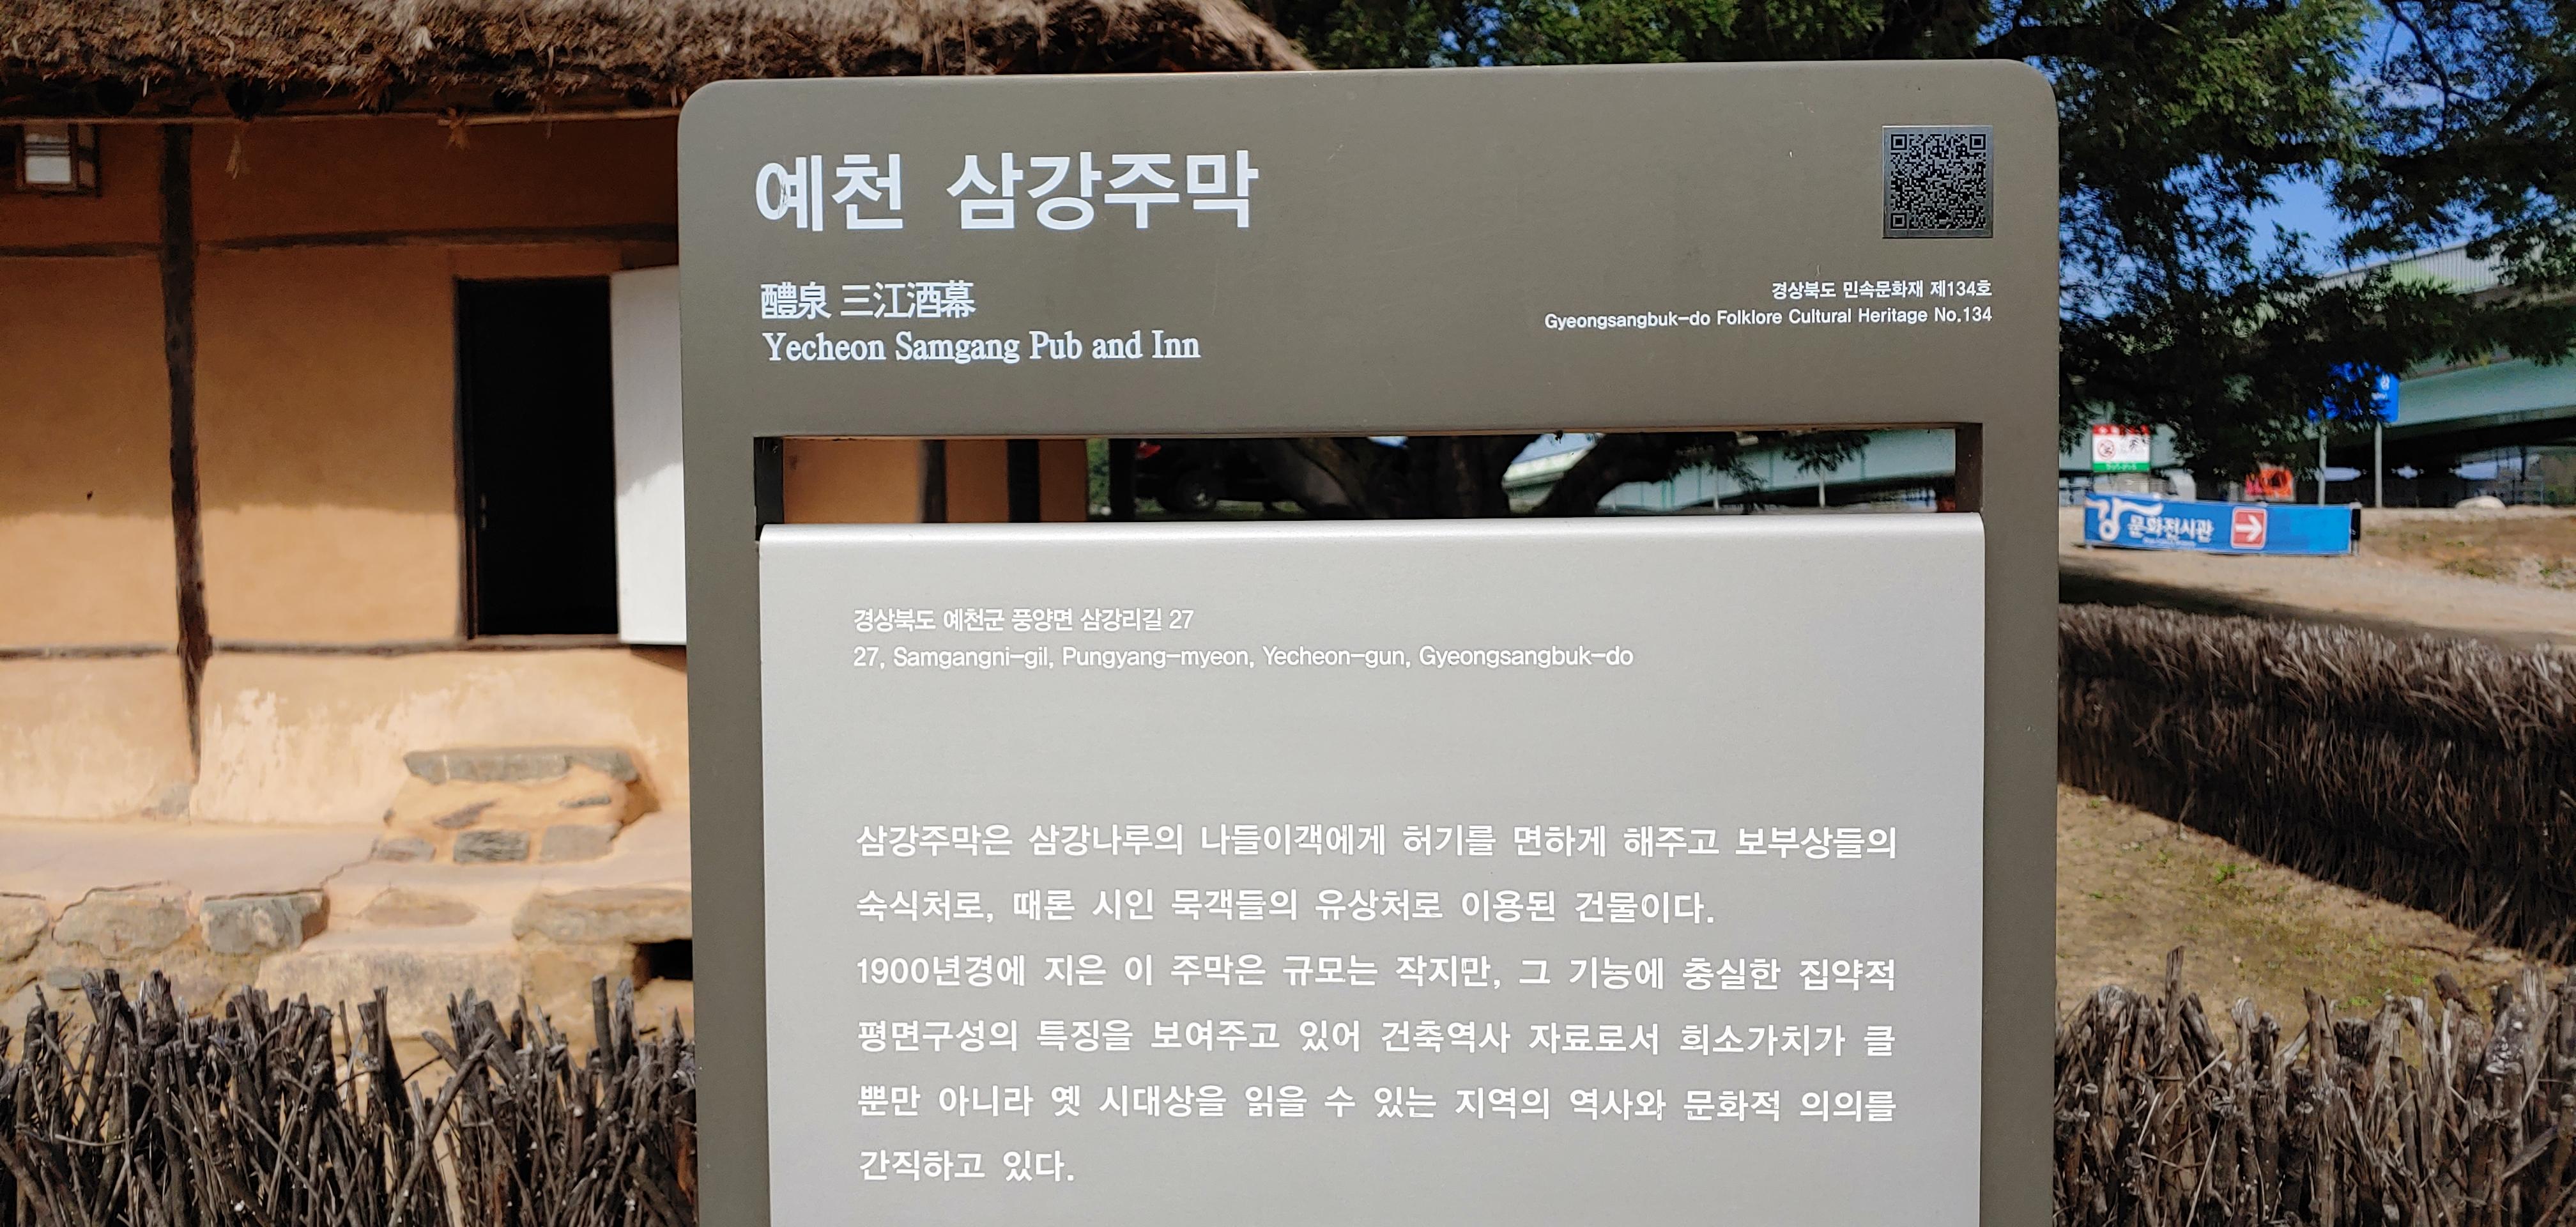 예천 삼강주막
醴泉 三江酒幕
Yecheon Samgang Pub and Inn
경상북도 민속문화재 제134호
Gyeongsangbuk-do Folklore Cultural Heritage No.134
경상북도 예천군 풍양면 삼강리길 27
27, Samgangni-gil, Pungyang-myeon, Yecheon-gun, Gyeongsangbuk-do
삼강주막은 삼강나루의 나들이객에게 허기를 면하게 해주고 보부상들의
숙식처로, 때론 시인 묵객들의 유상처로 이용된 건물이다.
1900년경에 지은 이 주막은 규모는 작지만, 그 기능에 충실한 집약적
평면구성의 특징을 보여주고 있어 건축역사 자료로서 희소가치가 클
뿐만 아니라 옛 시대상을 읽을 수 있는 지역의 역사와 문화적 의의를
간직하고 있다.
강 문화전시관